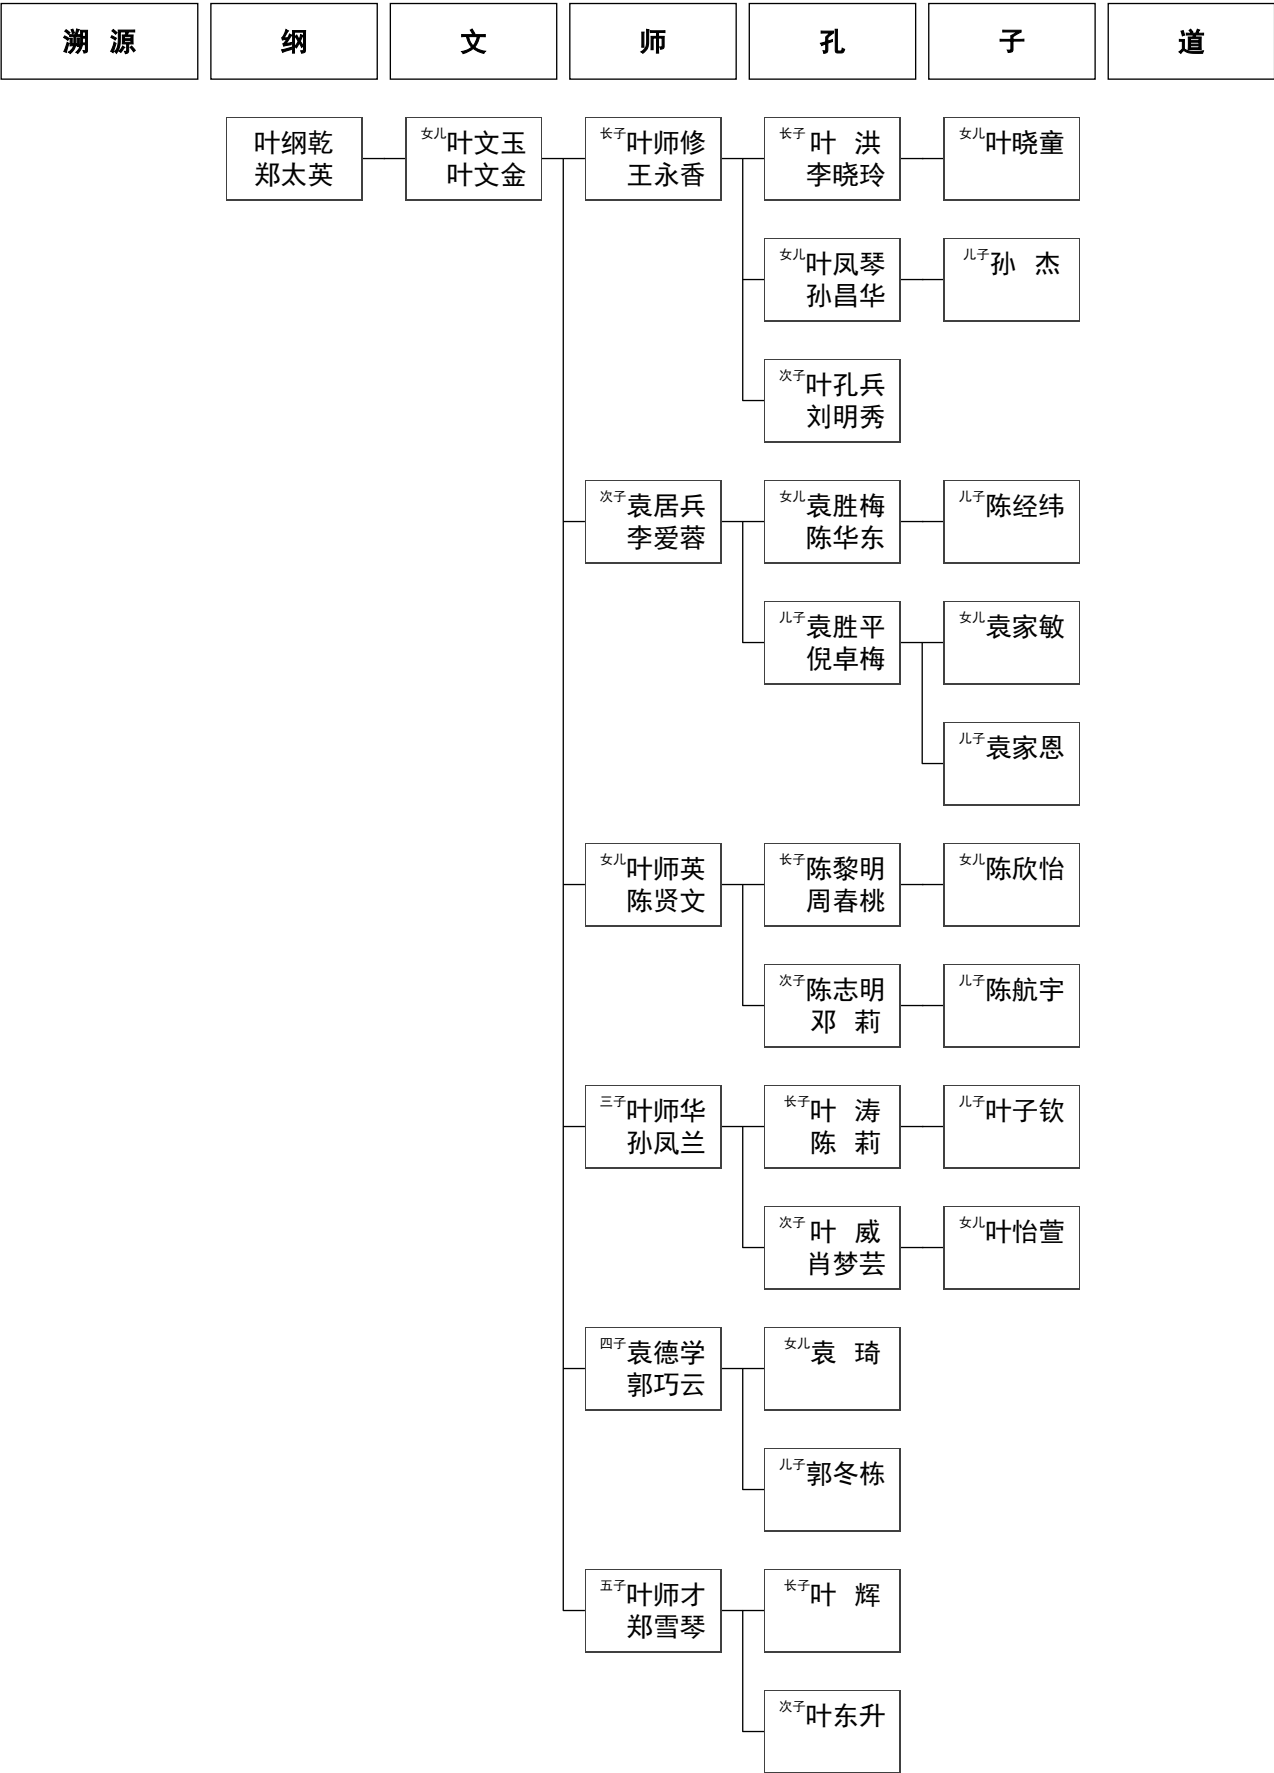 溯 源 纲 文 师 孔 子 道
叶纲乾
郑太英
女儿叶文玉
叶文金
长子叶师修
王永香
长子叶 洪
李晓玲
女儿叶晓童
女儿叶凤琴
孙昌华
儿子孙 杰
次子叶孔兵
刘明秀
次子袁居兵
李爱蓉
女儿袁胜梅
陈华东
儿子陈经纬
儿子袁胜平
倪卓梅
女儿袁家敏
儿子袁家恩
女儿叶师英
陈贤文
长子陈黎明
周春桃
女儿陈欣怡
次子陈志明
邓 莉
儿子陈航宇
三子叶师华
孙凤兰
长子叶 涛
陈 莉
儿子叶子钦
次子叶 威
肖梦芸
女儿叶怡萱
四子袁德学
郭巧云
女儿袁 琦
儿子郭冬栋
五子叶师才
郑雪琴
长子叶 辉
次子叶东升